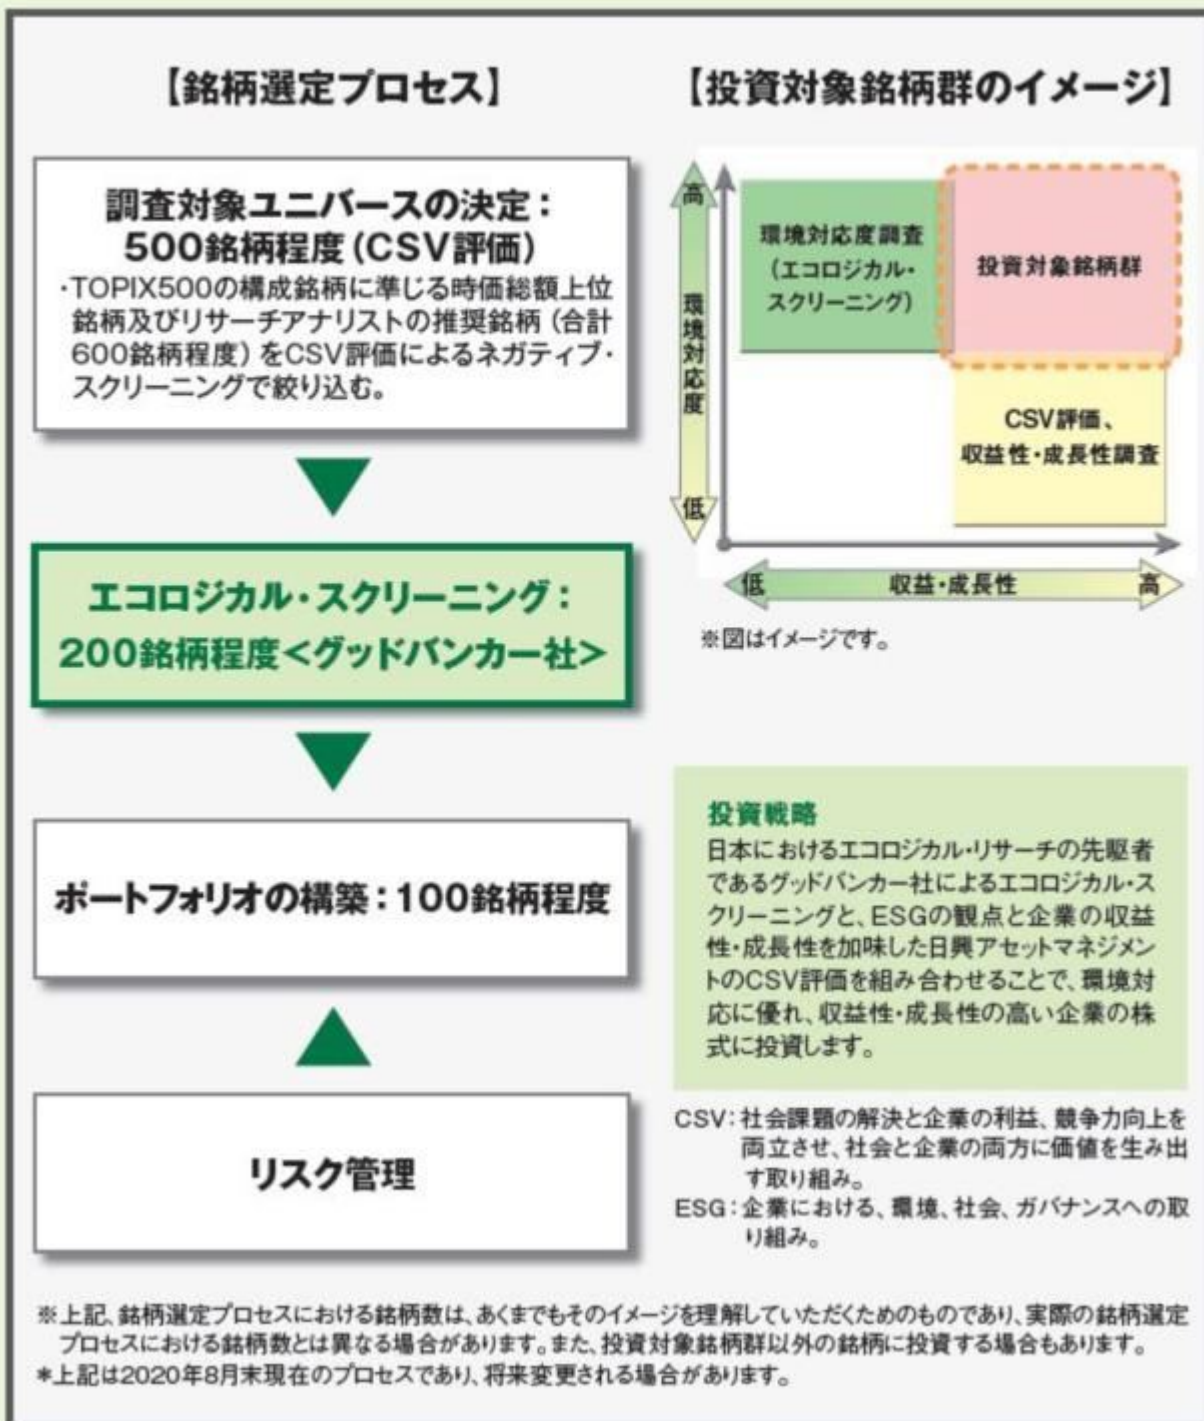 【銘柄選定プロセス】
調査対象ユニバースの決定：
500銘柄程度（CSV評価）
・TOPIX500の構成銘柄に準じる時価総額上位
銘柄及びリサーチアナリストの推奨銘柄（合計
600銘柄程度）をCSV評価によるネガティブ・
スクリーニングで絞り込む。
エコロジカル・スクリーニング：
200銘柄程度<グッドバンカー社>
ポートフォリオの構築：100銘柄程度
リスク管理
【投資対象銘柄群のイメージ】
高
環境対応度
低
環境対応度調査
（エコロジカル・
スクリーニング）
投資対象銘柄群
CSV評価、
収益性・成長性調査
低 収益・成長性 高
※図はイメージです。
投資戦略
日本におけるエコロジカル・リサーチの先駆者
であるグッドバンカー社によるエコロジカル・ス
クリーニングと、ESGの観点と企業の収益
性・成長性を加味した日興アセットマネジメン
トのCSV評価を組み合わせることで、環境対
応に優れ、収益性・成長性の高い企業の株
式に投資します。
CSV：社会課題の解決と企業の利益、競争力向上を
両立させ、社会と企業の両方に価値を生み出
す取り組み。
ESG：企業における、環境、社会、ガバナンスへの取
り組み。
※上記、銘柄選定プロセスにおける銘柄数は、あくまでもそのイメージを理解していただくためのものであり、実際の銘柄選定
プロセスにおける銘柄数とは異なる場合があります。また、投資対象銘柄群以外の銘柄に投資する場合もあります。
*上記は2020年8月末現在のプロセスであり、将来変更される場合があります。